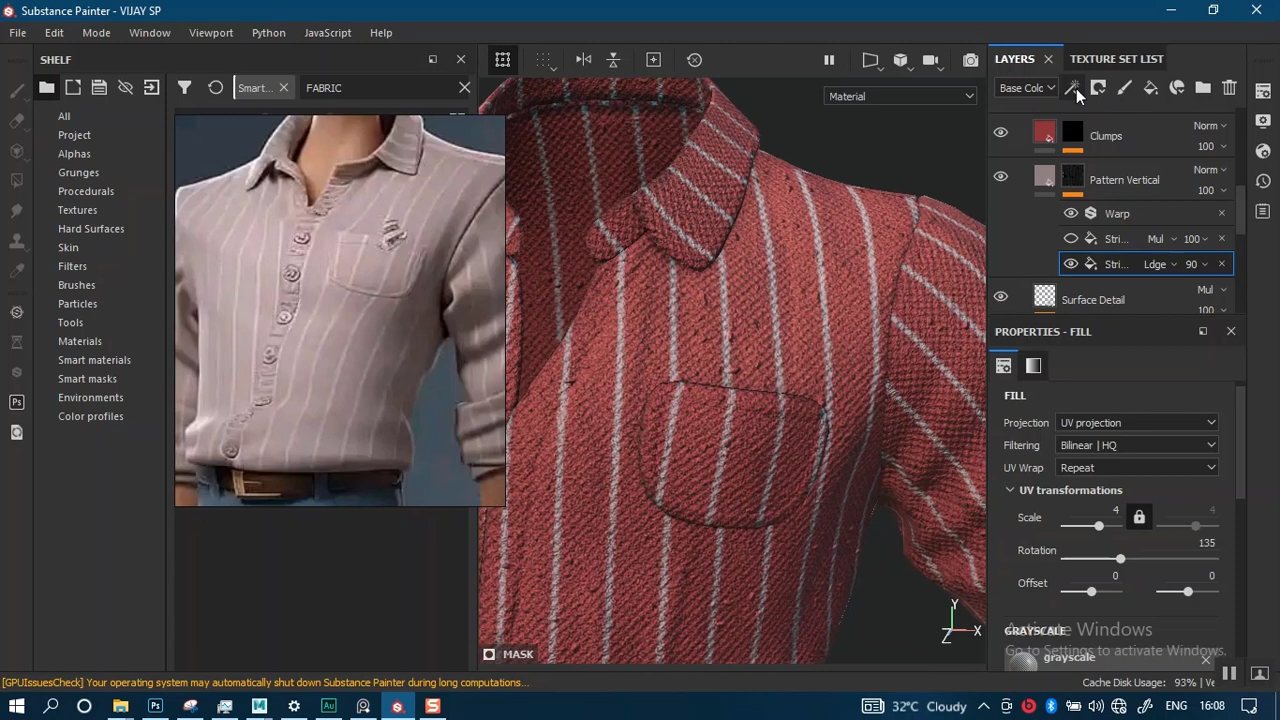 Substance Painter - VIJAY SP
File Edit Mode Window Viewport Python JavaScript Help
SHELF
Smart...
FABRIC
All
Project
Alphas
Grunges
Procedurals
Textures
Hard Surfaces
Skin
Filters
Brushes
Particles
Tools
Materials
Smart materials
Smart masks
Environments
Color profiles
Material
MASK
Y
X
Z
LAYERS
TEXTURE SET LIST
Base Colc
Clumps
Norm
100
Pattern Vertical
Norm
100
Warp
Stri... Mul 100
Stri... Ldge 90
Surface Detail
Mul
100
PROPERTIES - FILL
FILL
Projection UV projection
Filtering Bilinear | HQ
UV Wrap Repeat
UV transformations
Scale 4 4
Rotation 135
Offset 0 0
GRAYSCALE
grayscale
Activate Windows
Go to Settings to activate Windows.
[GPUIssuesCheck] Your operating system may automatically shut down Substance Painter during long computations...
Cache Disk Usage: 93% | Ve
Ps
Au
S
32°C Cloudy
ENG
16:08